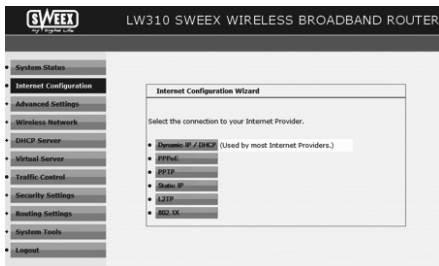 SWEEX
my Digital Life
LW310 SWEEX WIRELESS BROADBAND ROUTER
System Status
Internet Configuration
Advanced Settings
Wireless Network
DHCP Server
Virtual Server
Traffic Control
Security Settings
Routing Settings
System Tools
Logout
Internet Configuration Wizard
Select the connection to your Internet Provider.
Dynamic IP / DHCP (Used by most Internet Providers.)
PPPoE
PPTP
Static IP
L2TP
802.1X